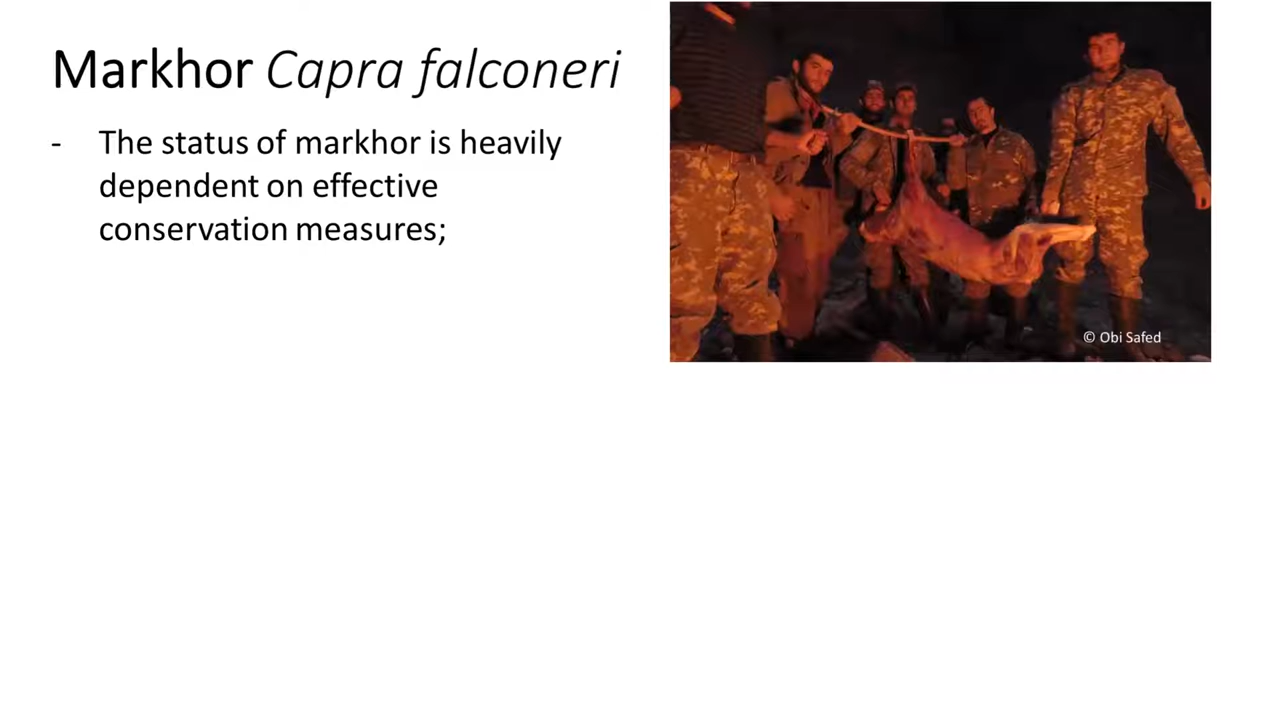 Markhor Capra falconeri
- The status of markhor is heavily
dependent on effective
conservation measures;
© Obi Safed